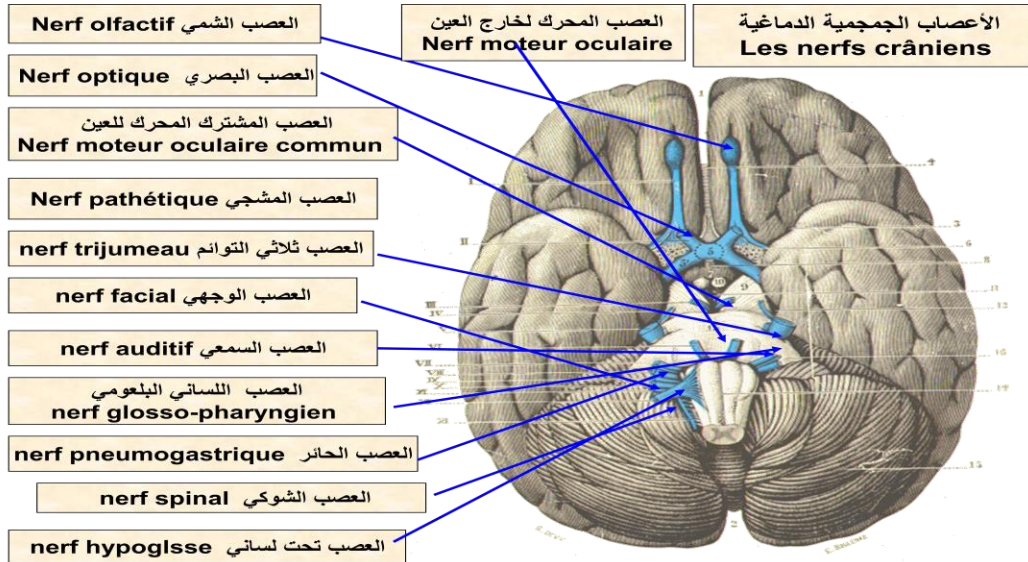 الأعصاب الجمجمية الدماغية
Les nerfs crâniens
العصب المحرك لخارج العين
Nerf moteur oculaire
Nerf olfactif العصب الشمي
Nerf optique العصب البصري
العصب المشترك المحرك للعين
Nerf moteur oculaire commun
Nerf pathétique العصب المشجي
nerf trijumeau العصب ثلاثي التوائم
nerf facial العصب الوجهي
nerf auditif العصب السمعي
العصب اللساني البلعومي
nerf glosso-pharyngien
nerf pneumogastrique العصب الحائر
nerf spinal العصب الشوكي
nerf hypoglsse العصب تحت لساني